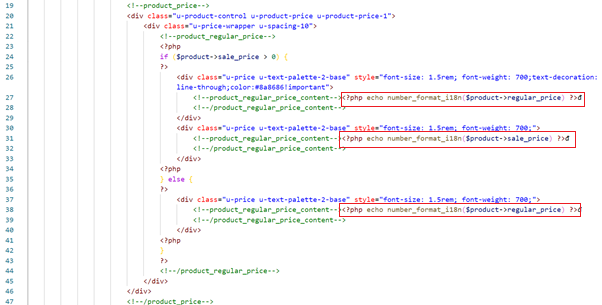 19 <!--product_price-->
20 <div class="u-product-control u-product-price u-product-price-1">
21 <div class="u-price-wrapper u-spacing-10">
22 <!--product_regular_price-->
23 <?php
24 if ($product->sale_price > 0) {
25 ?>
26 <div class="u-price u-text-palette-2-base" style="font-size: 1.5rem; font-weight: 700;text-decoration:
line-through;color:#8a8686!important">
27 <!--product_regular_price_content--><?php echo number_format_i18n($product->regular_price) ?>đ
28 <!--/product_regular_price_content-->
29 </div>
30 <div class="u-price u-text-palette-2-base" style="font-size: 1.5rem; font-weight: 700;">
31 <!--product_regular_price_content--><?php echo number_format_i18n($product->sale_price) ?>đ
32 <!--/product_regular_price_content-->
33 </div>
34 <?php
35 } else {
36 ?>
37 <div class="u-price u-text-palette-2-base" style="font-size: 1.5rem; font-weight: 700;">
38 <!--product_regular_price_content--><?php echo number_format_i18n($product->regular_price) ?>đ
39 <!--/product_regular_price_content-->
40 </div>
41 <?php
42 }
43 ?>
44 <!--/product_regular_price-->
45 </div>
46 </div>
47 <!--/product_price-->